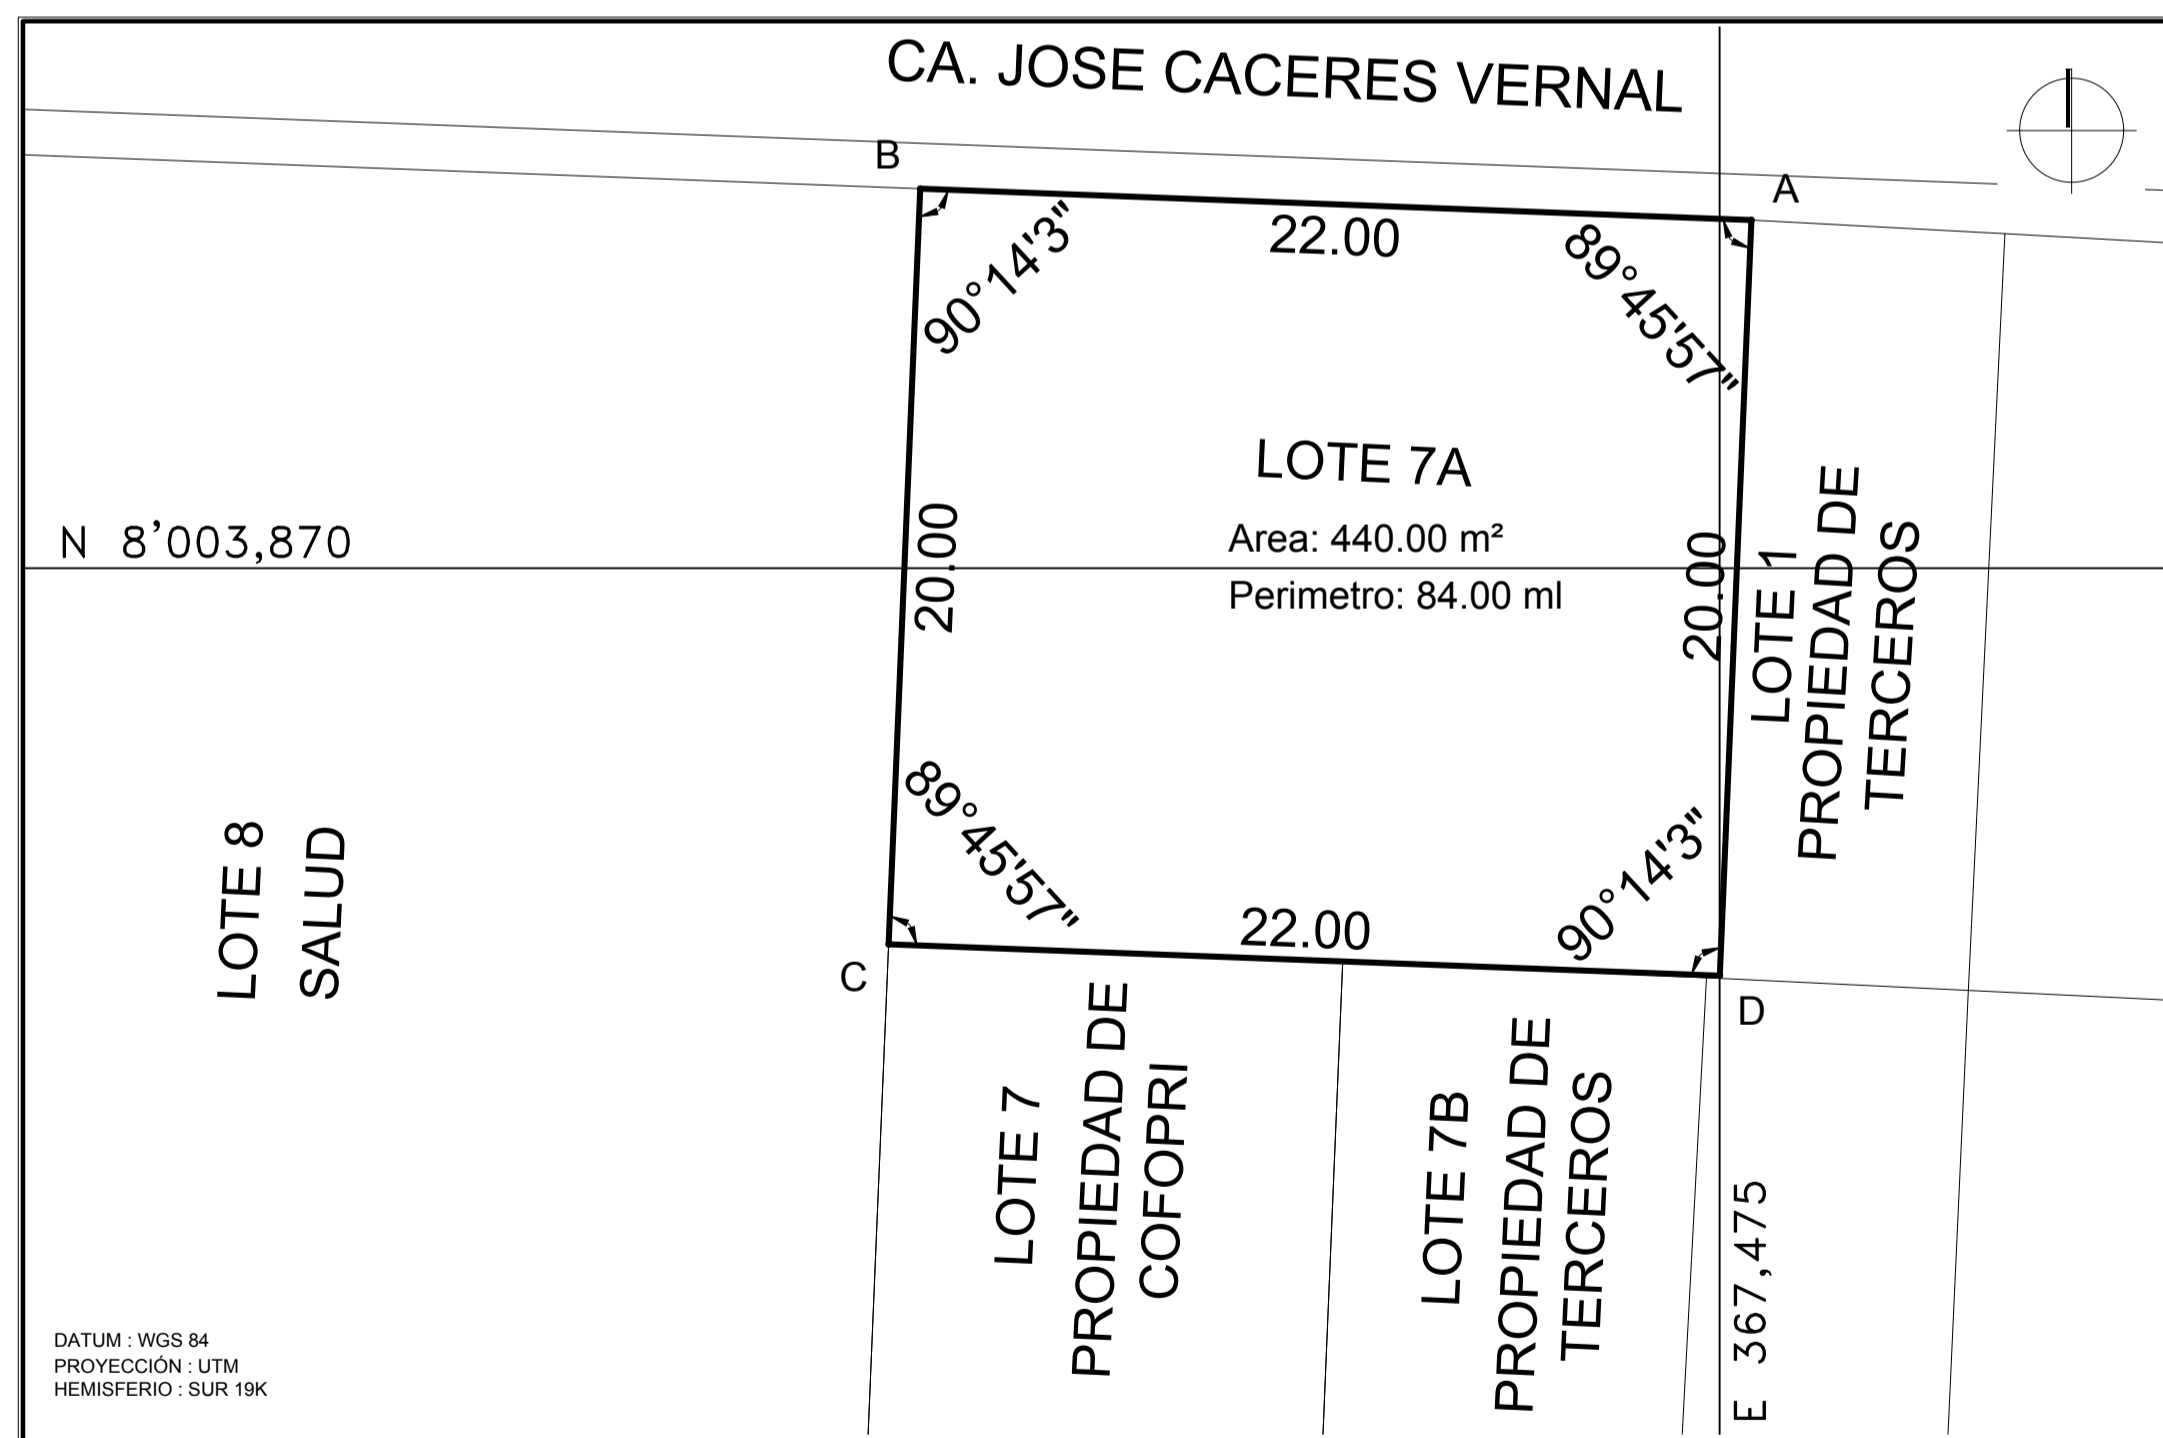 CA. JOSE CACERES VERNAL
B
A
22.00
90°14'3"
89°45'57"
LOTE 7A
Area: 440.00 m²
Perimetro: 84.00 ml
N 8'003,870
20.00
20.00
LOTE 1
PROPIEDAD DE
TERCEROS
LOTE 8
SALUD
89°45'57"
90°14'3"
22.00
C
D
LOTE 7
PROPIEDAD DE
COFOPRI
LOTE 7B
PROPIEDAD DE
TERCEROS
E 367,475
DATUM : WGS 84
PROYECCIÓN : UTM
HEMISFERIO : SUR 19K